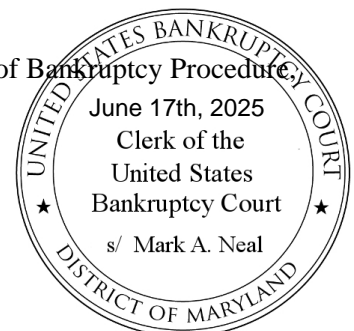 UNITED STATES BANKRUPTCY COURT
of Bankruptcy Procedure,
June 17th, 2025
Clerk of the
United States
Bankruptcy Court
s/ Mark A. Neal
★ ★
DISTRICT OF MARYLAND